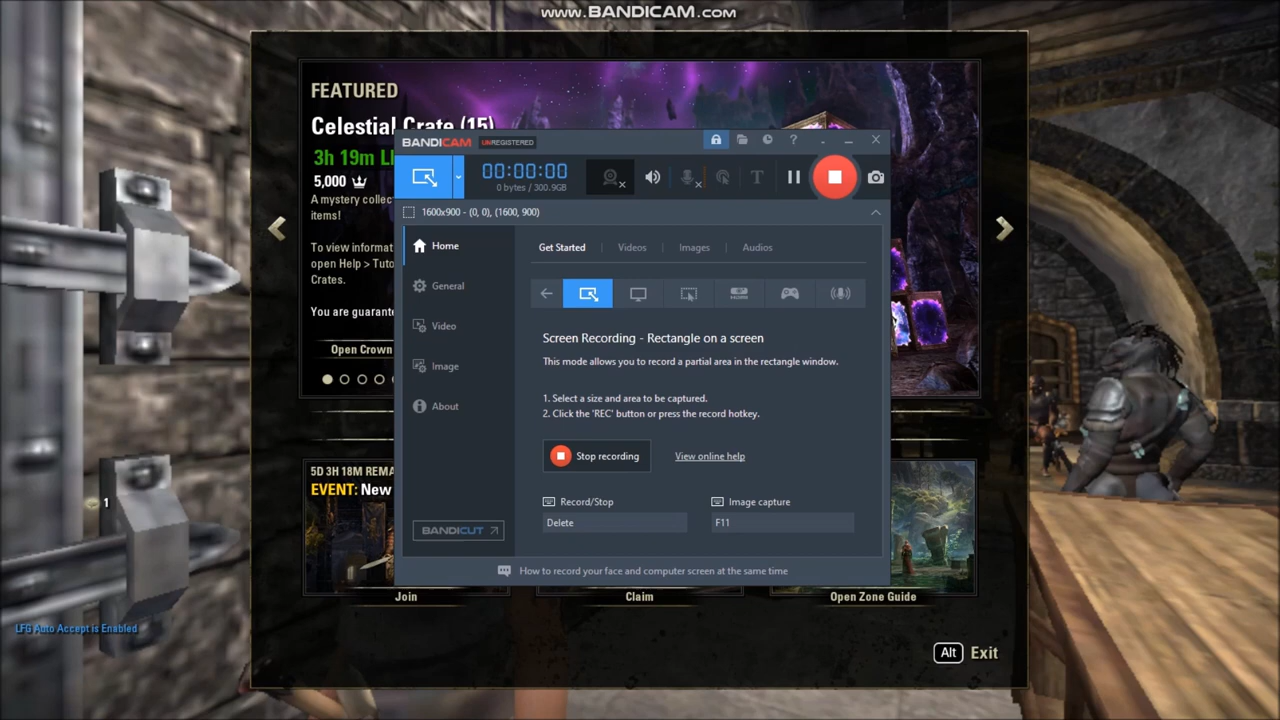 www.BANDICAM.com
FEATURED
Celestial Crate (15)
3h 19m
5,000
A mystery collec
items!
To view informat
open Help > Tuto
Crates.
You are guarante
Open Crown
BANDICAM UNREGISTERED
?
00:00:00
0 bytes / 300.9GB
T
1600x900 - (0, 0), (1600, 900)
Home
General
Video
Image
About
BANDICUT
Get Started
Videos
Images
Audios
HDMI
Screen Recording - Rectangle on a screen
This mode allows you to record a partial area in the rectangle window.
1. Select a size and area to be captured.
2. Click the 'REC' button or press the record hotkey.
Stop recording
View online help
Record/Stop
Image capture
Delete
F11
How to record your face and computer screen at the same time
5D 3H 18M REMA
EVENT: New
Join
Claim
Open Zone Guide
1
LFG Auto Accept is Enabled
Alt Exit